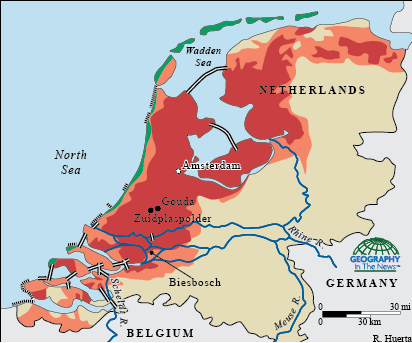 Wadden
Sea
NETHERLANDS
North
Sea
Amsterdam
Gouda
Zuidplaspolder
Rhine R.
GEOGRAPHY
In The News™
Biesbosch
GERMANY
Scheldt R.
Meuse R.
0 30 mi
0 30 km
BELGIUM
R. Huerta